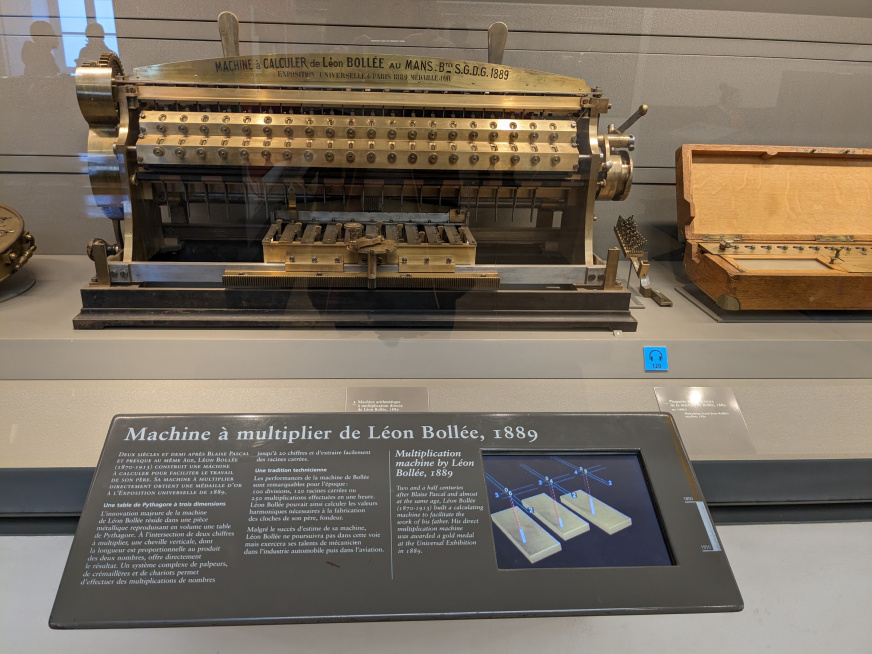 MACHINE à CALCULER de Léon BOLLÉE AU MANS. Bté S.G.D.G. 1889
EXPOSITION UNIVERSELLE de PARIS 1889 MÉDAILLE d'OR
129
Machine à multiplier de Léon Bollée, 1889
Deux siècles et demi après Blaise Pascal
et presque au même âge, Léon Bollée
(1870-1913) construit une machine
à calculer pour faciliter le travail
de son père. Sa machine à multiplier
directement obtient une médaille d'or
à l'Exposition universelle de 1889.
Une table de Pythagore à trois dimensions
L'innovation majeure de la machine
de Léon Bollée réside dans une pièce
métallique reproduisant en volume une table
de Pythagore. À l'intersection de deux chiffres
à multiplier, une cheville verticale, dont
la longueur est proportionnelle au produit
des deux nombres, offre directement
le résultat. Un système complexe de palpeurs,
de crémaillères et de chariots permet
d'effectuer des multiplications de nombres
jusqu'à 20 chiffres et d'extraire facilement
des racines carrées.
Une tradition technicienne
Les performances de la machine de Bollée
sont remarquables pour l'époque :
100 divisions, 120 racines carrées ou
250 multiplications effectuées en une heure.
Léon Bollée pouvait ainsi calculer les valeurs
harmoniques nécessaires à la fabrication
des cloches de son père, fondeur.
Malgré le succès d'estime de sa machine,
Léon Bollée ne poursuivra pas dans cette voie
mais exercera ses talents de mécanicien
dans l'industrie automobile puis dans l'aviation.
Multiplication
machine by Léon
Bollée, 1889
Two and a half centuries
after Blaise Pascal and almost
at the same age, Léon Bollée
(1870-1913) built a calculating
machine to facilitate the
work of his father. His direct
multiplication machine
was awarded a gold medal
at the Universal Exhibition
in 1889.